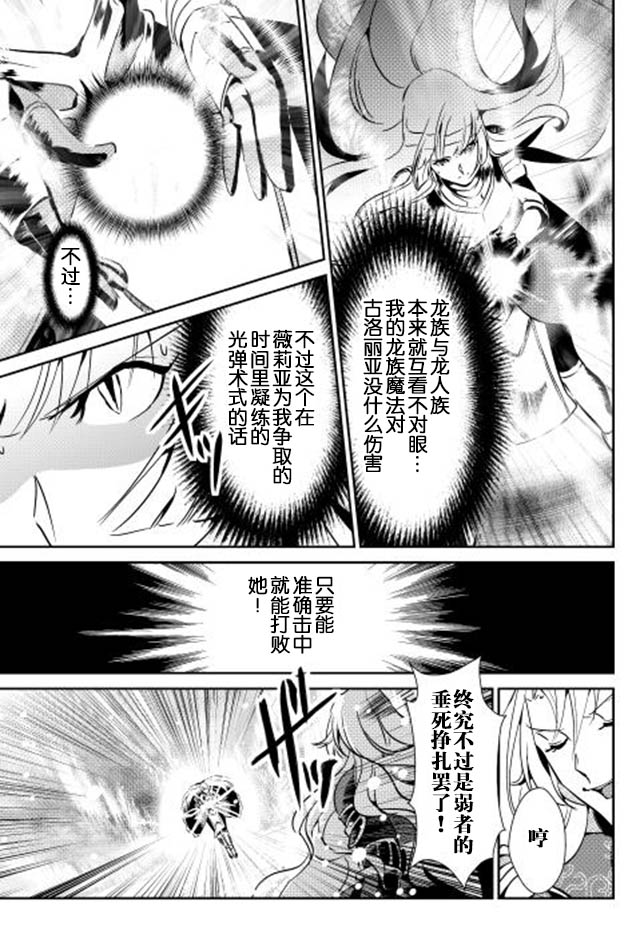 龙族与龙人族
本来就互看不对眼…
我的龙族魔法对
古洛丽亚没什么伤害
不过这个在
薇莉亚为我争取的
时间里凝练的
光弹术式的话
不过…
只要能
准确击中
就能打败
她！
哼
终究不过是弱者的
垂死挣扎罢了！